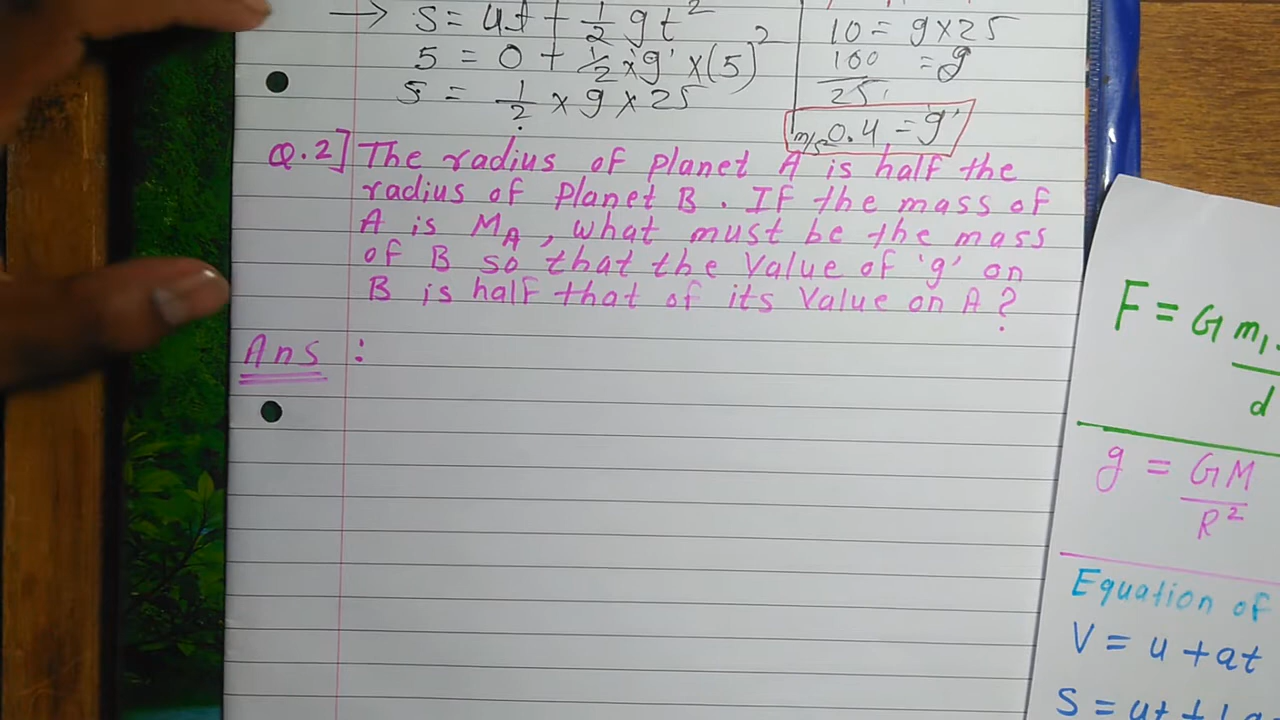 → S = ut + 1/2 gt²
5 = 0 + 1/2 × 'g' × (5)²
5 = 1/2 × g × 25
10 = g × 25
100/25 = g
m/s² 0.4 = 'g'
Q.2] The radius of planet A is half the
radius of Planet B. If the mass of
A is M_A, what must be the mass
of B so that the Value of 'g' on
B is half that of its Value on A?
Ans :
F = G m₁.
d
g = GM/R²
Equation of
V = u + at
S = ut +